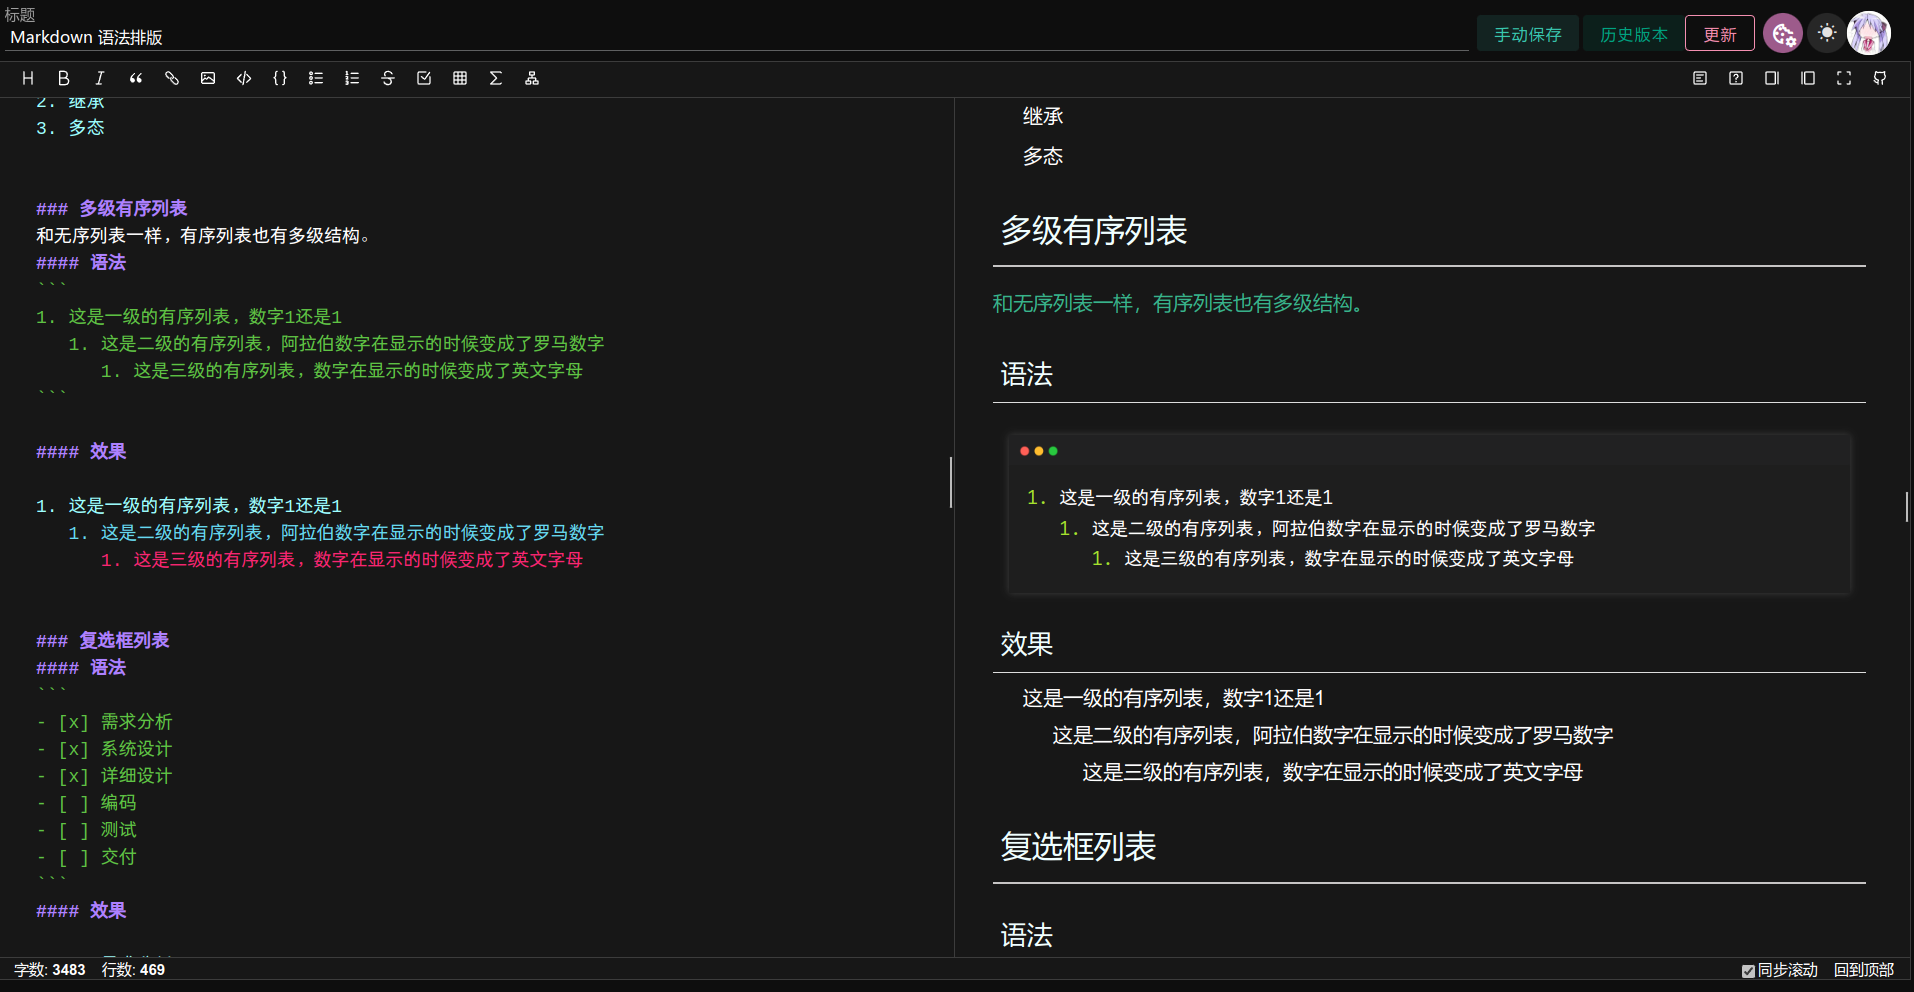 标题
Markdown 语法排版
手动保存 历史版本 更新
2. 继承
3. 多态
### 多级有序列表
和无序列表一样，有序列表也有多级结构。
#### 语法
```
1. 这是一级的有序列表，数字1还是1
   1. 这是二级的有序列表，阿拉伯数字在显示的时候变成了罗马数字
      1. 这是三级的有序列表，数字在显示的时候变成了英文字母
```
#### 效果
1. 这是一级的有序列表，数字1还是1
   1. 这是二级的有序列表，阿拉伯数字在显示的时候变成了罗马数字
      1. 这是三级的有序列表，数字在显示的时候变成了英文字母
### 复选框列表
#### 语法
```
- [x] 需求分析
- [x] 系统设计
- [x] 详细设计
- [ ] 编码
- [ ] 测试
- [ ] 交付
```
#### 效果
继承
多态
多级有序列表
和无序列表一样，有序列表也有多级结构。
语法
1. 这是一级的有序列表，数字1还是1
   1. 这是二级的有序列表，阿拉伯数字在显示的时候变成了罗马数字
      1. 这是三级的有序列表，数字在显示的时候变成了英文字母
效果
这是一级的有序列表，数字1还是1
这是二级的有序列表，阿拉伯数字在显示的时候变成了罗马数字
这是三级的有序列表，数字在显示的时候变成了英文字母
复选框列表
语法
字数: 3483 行数: 469
同步滚动 回到顶部